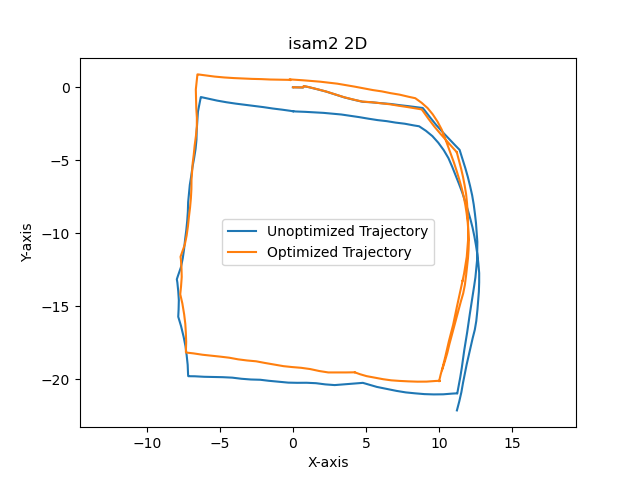 isam2 2D
0
−5
−10
−15
−20
Y-axis
Unoptimized Trajectory
Optimized Trajectory
−10
−5
0
5
10
15
X-axis